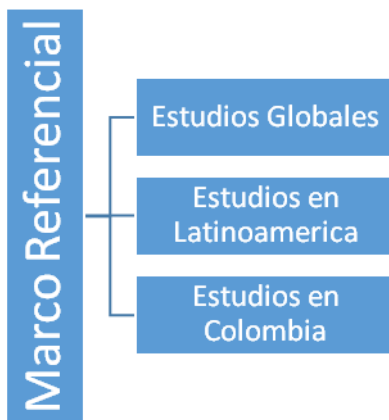 Marco Referencial
Estudios Globales
Estudios en
Latinoamerica
Estudios en
Colombia